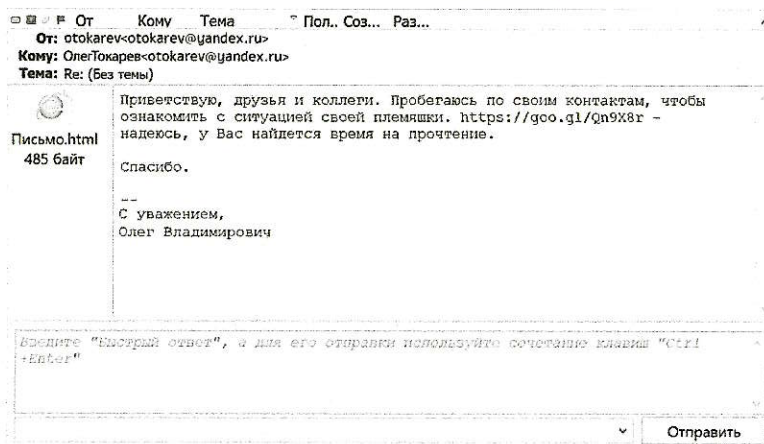 От Кому Тема Пол.. Соз... Раз...
От: otokarev<otokarev@yandex.ru>
Кому: ОлегТокарев<otokarev@yandex.ru>
Тема: Re: (Без темы)
Письмо.html
485 байт
Приветствую, друзья и коллеги. Пробегаюсь по своим контактам, чтобы
ознакомить с ситуацией своей племяшки. https://goo.gl/Qn9X8r –
надеюсь, у Вас найдется время на прочтение.
Спасибо.
--
С уважением,
Олег Владимирович
Введите "Быстрый ответ", а для его отправки используйте сочетание клавиш "Ctrl
+Enter"
Отправить